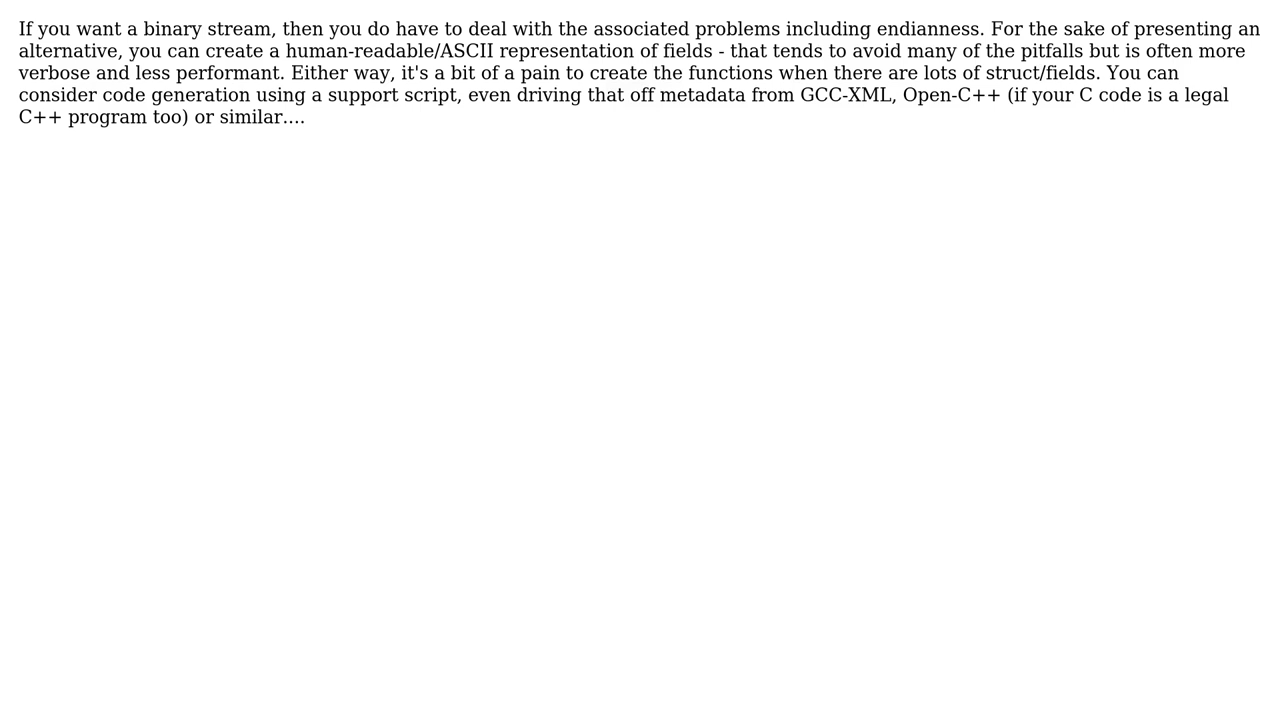 If you want a binary stream, then you do have to deal with the associated problems including endianness. For the sake of presenting an
alternative, you can create a human-readable/ASCII representation of fields - that tends to avoid many of the pitfalls but is often more
verbose and less performant. Either way, it's a bit of a pain to create the functions when there are lots of struct/fields. You can
consider code generation using a support script, even driving that off metadata from GCC-XML, Open-C++ (if your C code is a legal
C++ program too) or similar....